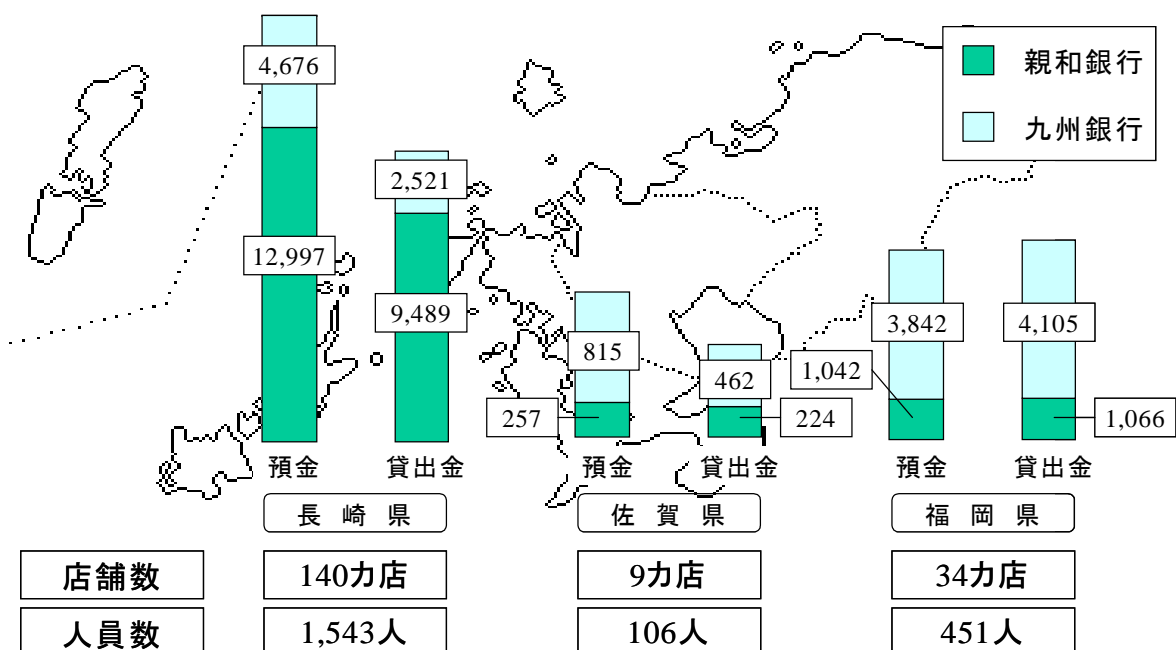 親和銀行
九州銀行
4,676
12,997
2,521
9,489
815
257
462
224
3,842
1,042
4,105
1,066
預金
貸出金
預金
貸出金
預金
貸出金
長崎県
佐賀県
福岡県
店舗数
140カ店
9カ店
34カ店
人員数
1,543人
106人
451人